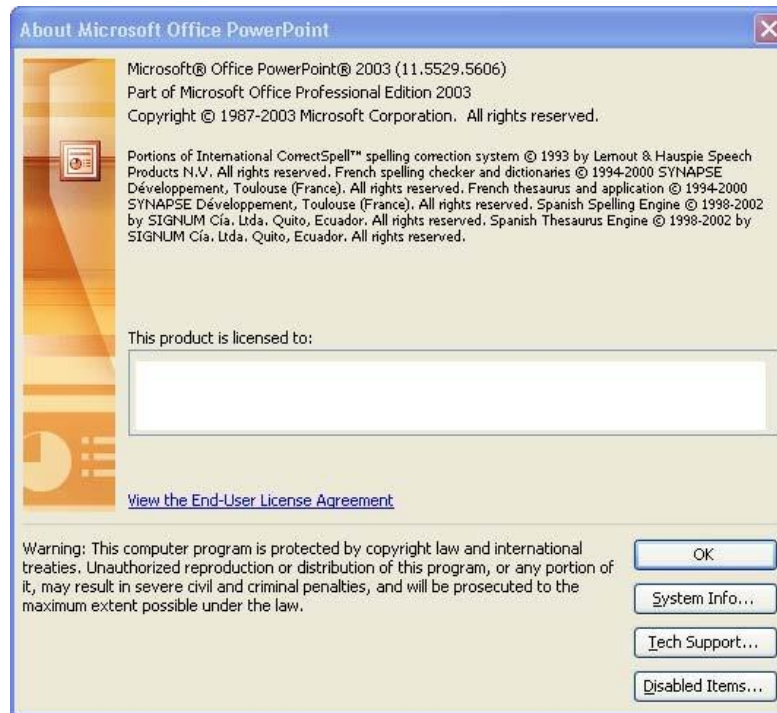 About Microsoft Office PowerPoint
Microsoft® Office PowerPoint® 2003 (11.5529.5606)
Part of Microsoft Office Professional Edition 2003
Copyright © 1987-2003 Microsoft Corporation.  All rights reserved.
Portions of International CorrectSpell™ spelling correction system © 1993 by Lernout & Hauspie Speech
Products N.V. All rights reserved. French spelling checker and dictionaries © 1994-2000 SYNAPSE
Développement, Toulouse (France). All rights reserved. French thesaurus and application © 1994-2000
SYNAPSE Développement, Toulouse (France). All rights reserved. Spanish Spelling Engine © 1998-2002
by SIGNUM Cía. Ltda. Quito, Ecuador. All rights reserved. Spanish Thesaurus Engine © 1998-2002 by
SIGNUM Cía. Ltda. Quito, Ecuador. All rights reserved.
This product is licensed to:
View the End-User License Agreement
Warning: This computer program is protected by copyright law and international
treaties. Unauthorized reproduction or distribution of this program, or any portion of
it, may result in severe civil and criminal penalties, and will be prosecuted to the
maximum extent possible under the law.
OK
System Info...
Tech Support...
Disabled Items...